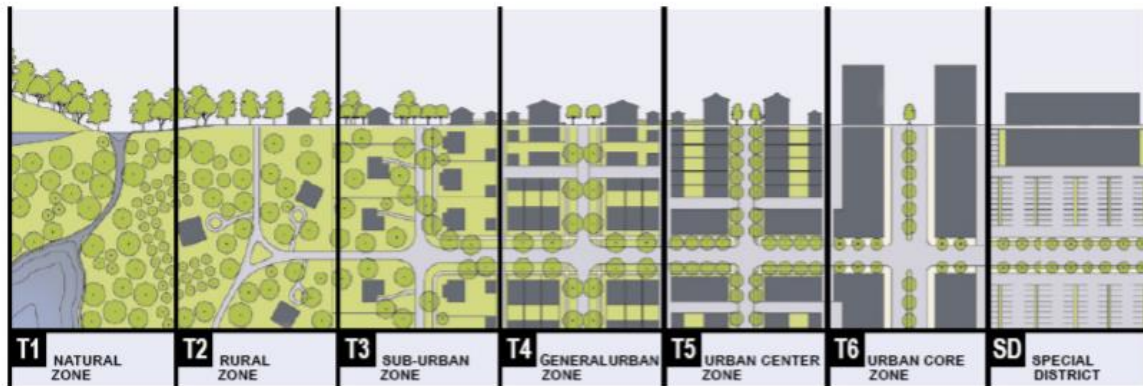 T1 NATURAL
ZONE
T2 RURAL
ZONE
T3 SUB-URBAN
ZONE
T4 GENERALURBAN
ZONE
T5 URBAN CENTER
ZONE
T6 URBAN CORE
ZONE
SD SPECIAL
DISTRICT